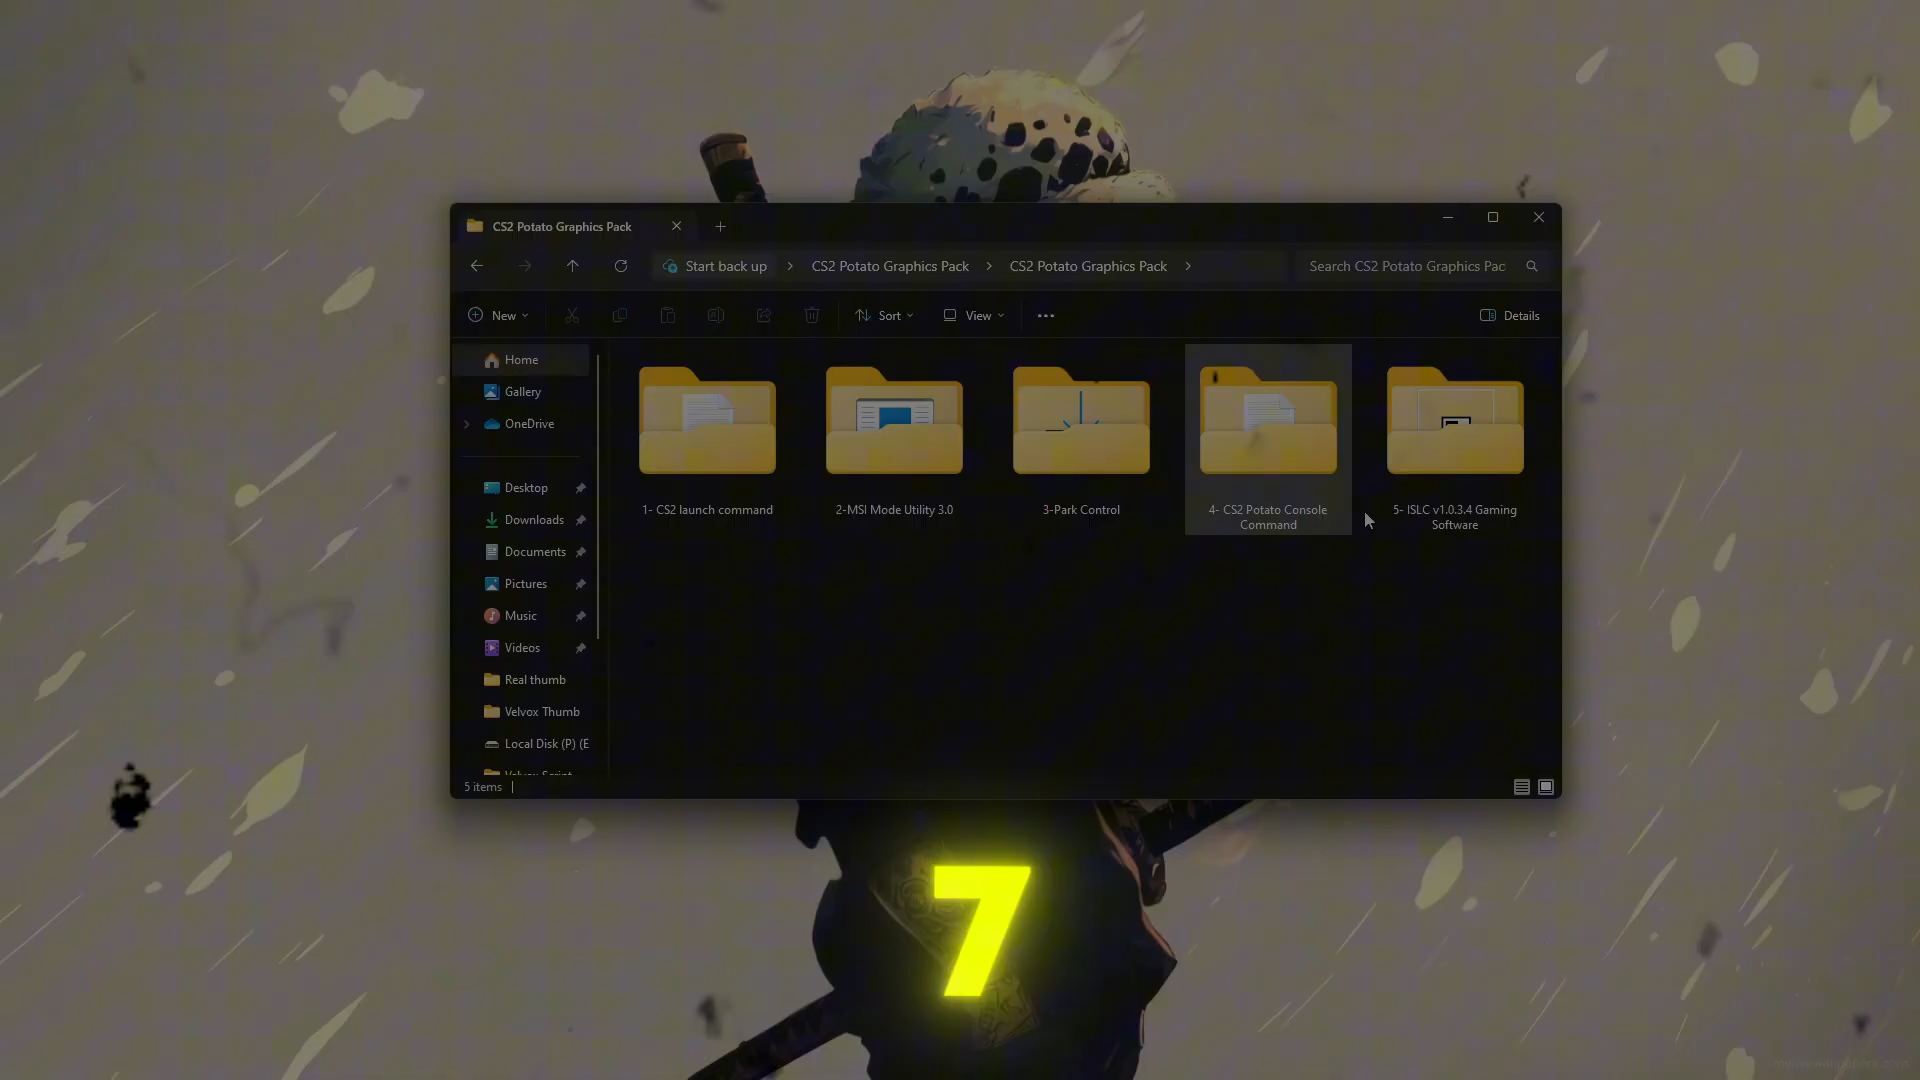 CS2 Potato Graphics Pack
Start back up
CS2 Potato Graphics Pack
CS2 Potato Graphics Pack
Search CS2 Potato Graphics Pac
New
Sort
View
Details
Home
Gallery
OneDrive
Desktop
Downloads
Documents
Pictures
Music
Videos
Real thumb
Velvox Thumb
Local Disk (P) (E
Velvox Script
1- CS2 launch command
2-MSI Mode Utility 3.0
3-Park Control
4- CS2 Potato Console
Command
5- ISLC v1.0.3.4 Gaming
Software
5 items
7